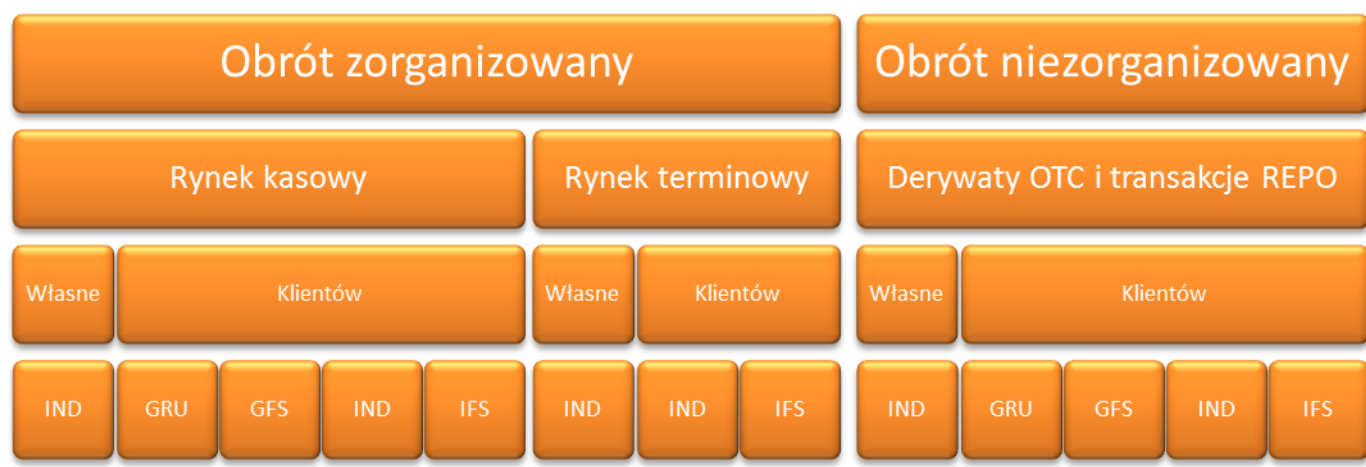 Obrót zorganizowany Obrót niezorganizowany
Rynek kasowy Rynek terminowy Derywaty OTC i transakcje REPO
Własne Klientów Własne Klientów Własne Klientów
IND GRU GFS IND IFS IND IND IFS IND GRU GFS IND IFS